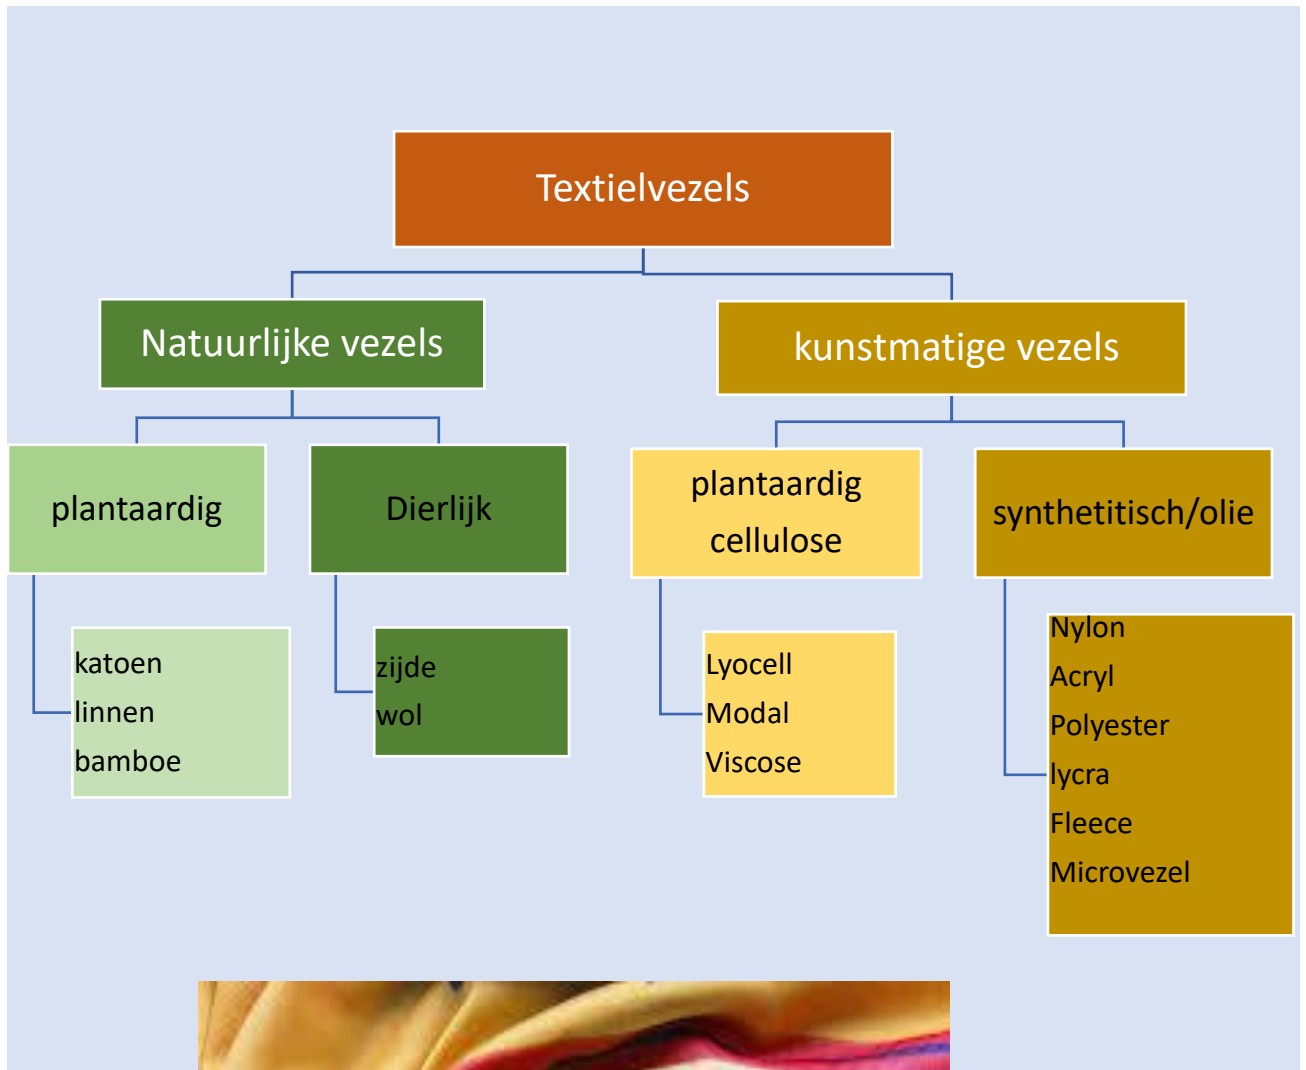 Textielvezels
Natuurlijke vezels
kunstmatige vezels
plantaardig
Dierlijk
plantaardig
cellulose
synthetitisch/olie
katoen
linnen
bamboe
zijde
wol
Lyocell
Modal
Viscose
Nylon
Acryl
Polyester
lycra
Fleece
Microvezel